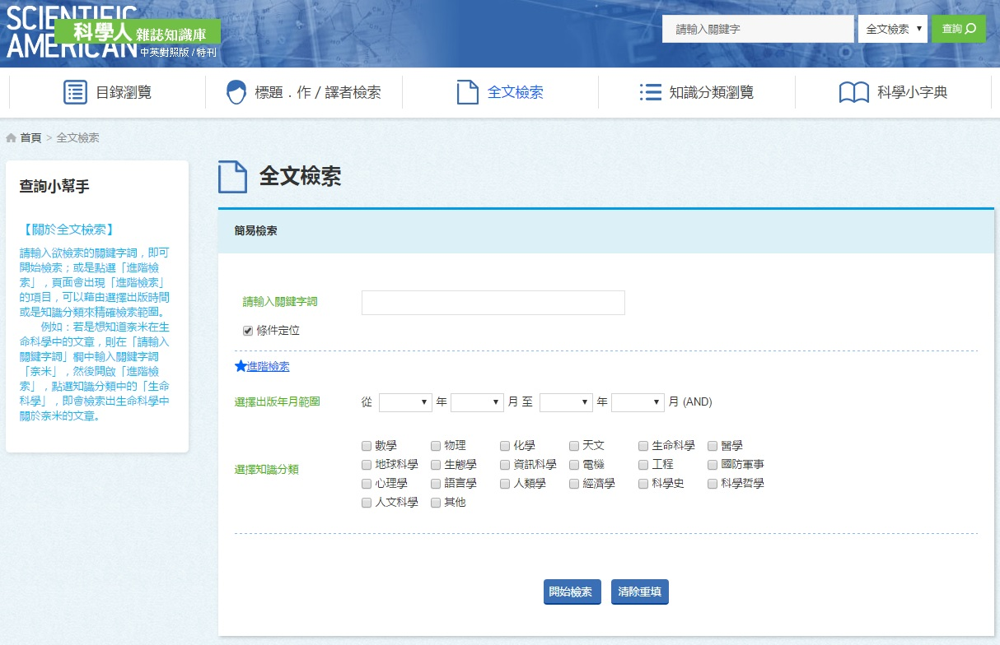 SCIENTIFIC
AMERICAN
科學人 雜誌知識庫
中英對照版 / 特刊
請輸入關鍵字
全文檢索
查詢
目錄瀏覽
標題．作 / 譯者檢索
全文檢索
知識分類瀏覽
科學小字典
首頁 > 全文檢索
查詢小幫手
【關於全文檢索】
請輸入欲檢索的關鍵字詞，即可
開始檢索；或是點選「進階檢
索」，頁面會出現「進階檢索」
的項目，可以藉由選擇出版時間
或是知識分類來精確檢索範圍。
例如：若是想知道奈米在生
命科學中的文章，則在「請輸入
關鍵字詞」欄中輸入關鍵字詞
「奈米」，然後開啟「進階檢
索」，點選知識分類中的「生命
科學」，即會檢索出生命科學中
關於奈米的文章。
全文檢索
簡易檢索
請輸入關鍵字詞
條件定位
進階檢索
選擇出版年月範圍 從 年 月 至 年 月 (AND)
選擇知識分類
數學 物理 化學 天文 生命科學 醫學
地球科學 生態學 資訊科學 電機 工程 國防軍事
心理學 語言學 人類學 經濟學 科學史 科學哲學
人文科學 其他
開始檢索 清除重填